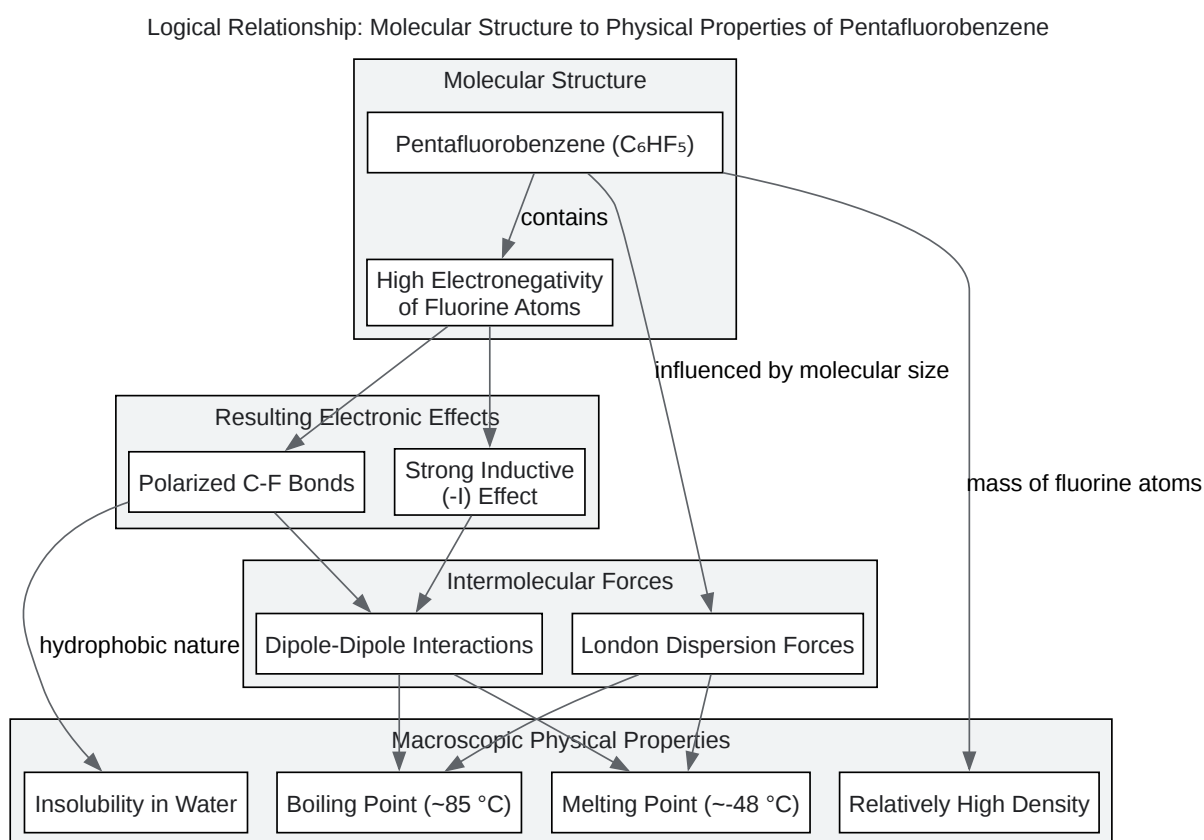 Logical Relationship: Molecular Structure to Physical Properties of Pentafluorobenzene
Molecular Structure
Pentafluorobenzene (C₆HF₅)
contains
High Electronegativity
of Fluorine Atoms
influenced by molecular size
Resulting Electronic Effects
Polarized C-F Bonds
Strong Inductive
(-I) Effect
mass of fluorine atoms
Intermolecular Forces
hydrophobic nature
Dipole-Dipole Interactions
London Dispersion Forces
Macroscopic Physical Properties
Insolubility in Water
Boiling Point (~85 °C)
Melting Point (~-48 °C)
Relatively High Density